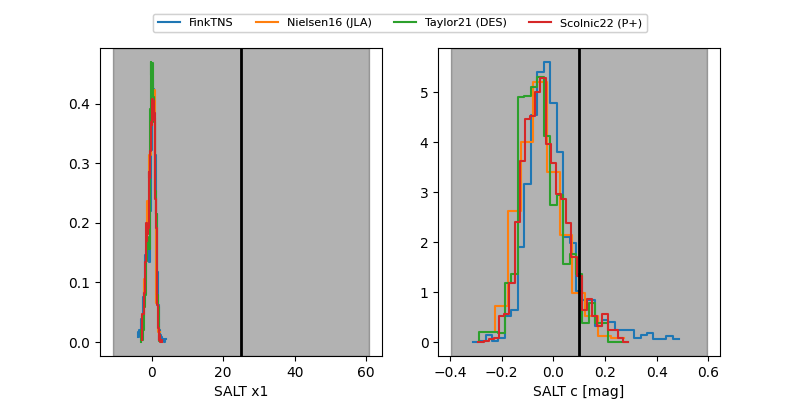 FinkTNS Nielsen16 (JLA) Taylor21 (DES) Scolnic22 (P+)
0.4
0.3
0.2
0.1
0.0
0 20 40 60
SALT x1
5
4
3
2
1
0
−0.4 −0.2 0.0 0.2 0.4 0.6
SALT c [mag]